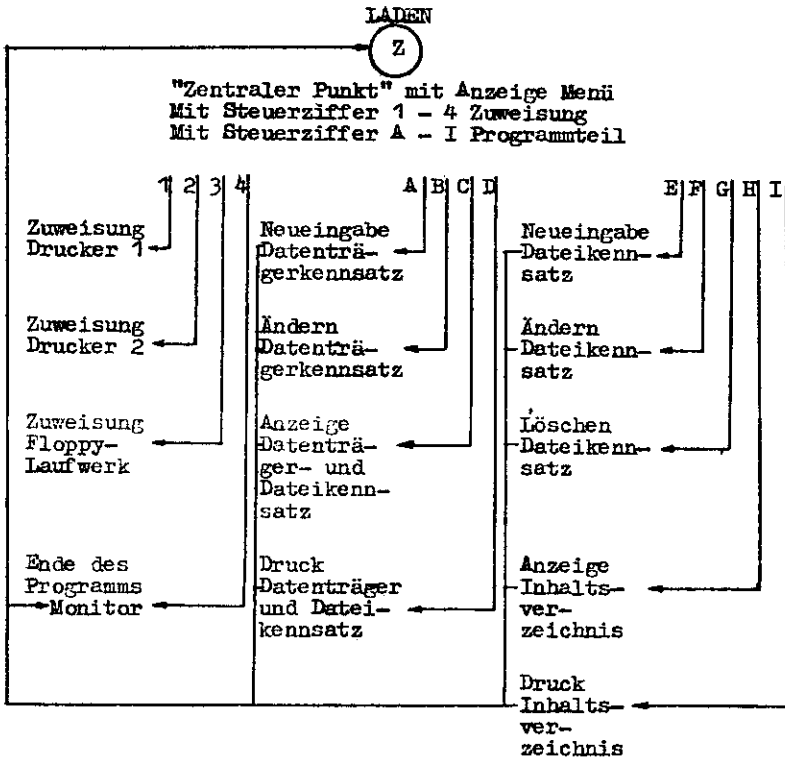 LADEN
Z
"Zentraler Punkt" mit Anzeige Menü
Mit Steuerziffer 1 - 4 Zuweisung
Mit Steuerziffer A - I Programmteil
1 2 3 4
Zuweisung
Drucker 1
Zuweisung
Drucker 2
Zuweisung
Floppy-
Laufwerk
Ende des
Programms
Monitor
A B C D
Neueingabe
Datenträ-
gerkennsatz
Ändern
Datenträ-
gerkennsatz
Anzeige
Datenträ-
ger- und
Dateikenn-
satz
Druck
Datenträger
und Datei-
kennsatz
E F G H I
Neueingabe
Dateikenn-
satz
Ändern
Dateikenn-
satz
Löschen
Dateikenn-
satz
Anzeige
Inhalts-
ver-
zeichnis
Druck
Inhalts-
ver-
zeichnis